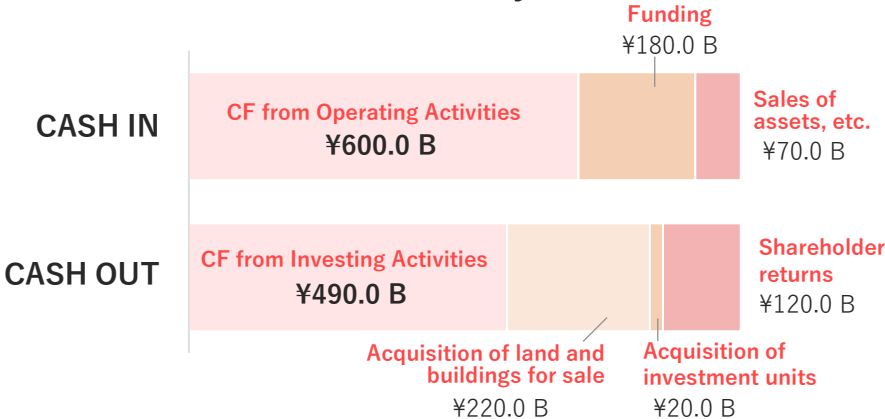 Funding
¥180.0 B
CASH IN
CF from Operating Activities
¥600.0 B
Sales of
assets, etc.
¥70.0 B
CASH OUT
CF from Investing Activities
¥490.0 B
Shareholder
returns
¥120.0 B
Acquisition of land and
buildings for sale
¥220.0 B
Acquisition of
investment units
¥20.0 B